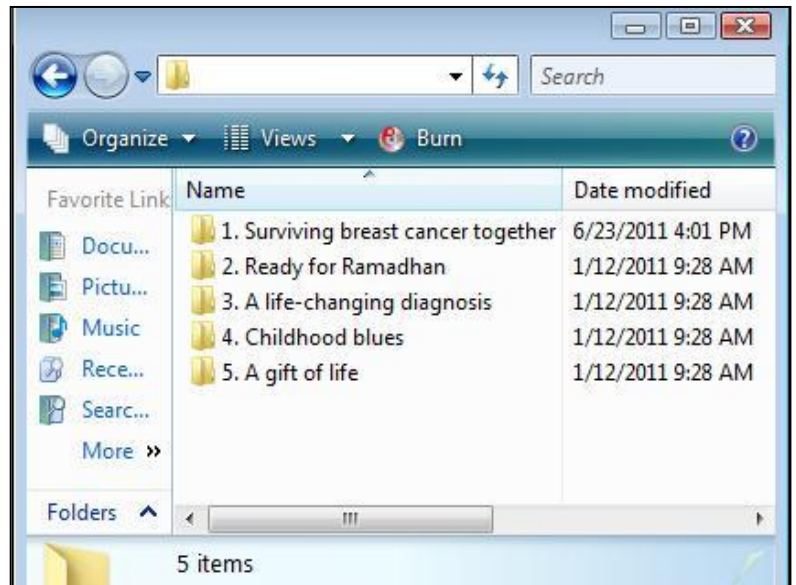 Search
Organize Views Burn
Favorite Link Name Date modified
1. Surviving breast cancer together 6/23/2011 4:01 PM
Docu...
2. Ready for Ramadhan 1/12/2011 9:28 AM
Pictu...
3. A life-changing diagnosis 1/12/2011 9:28 AM
Music
4. Childhood blues 1/12/2011 9:28 AM
Rece...
5. A gift of life 1/12/2011 9:28 AM
Searc...
More »
Folders
5 items